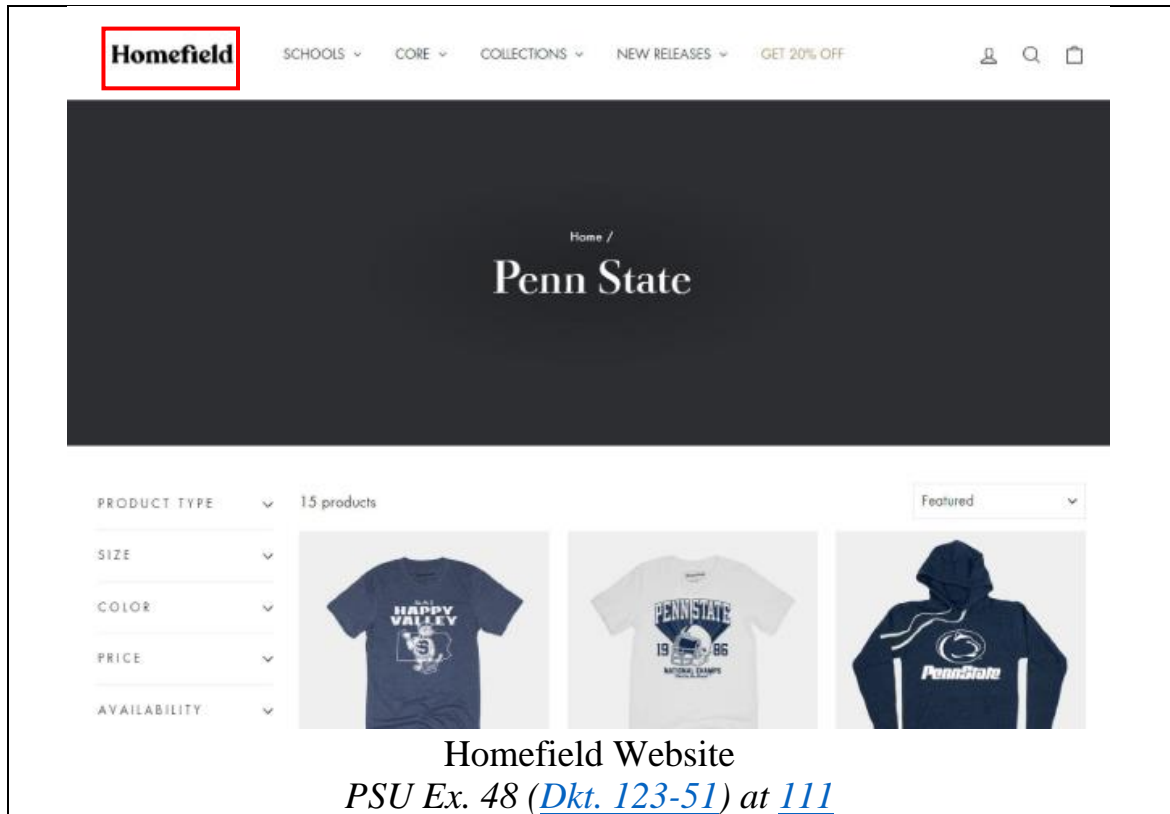 Homefield SCHOOLS CORE COLLECTIONS NEW RELEASES GET 20% OFF
Home /
Penn State
PRODUCT TYPE 15 products Featured
SIZE
COLOR
PRICE
AVAILABILITY
HAPPY
VALLEY
S
PENN STATE
19 86
NATIONAL CHAMPS
PennState
Homefield Website
PSU Ex. 48 (Dkt. 123-51) at 111